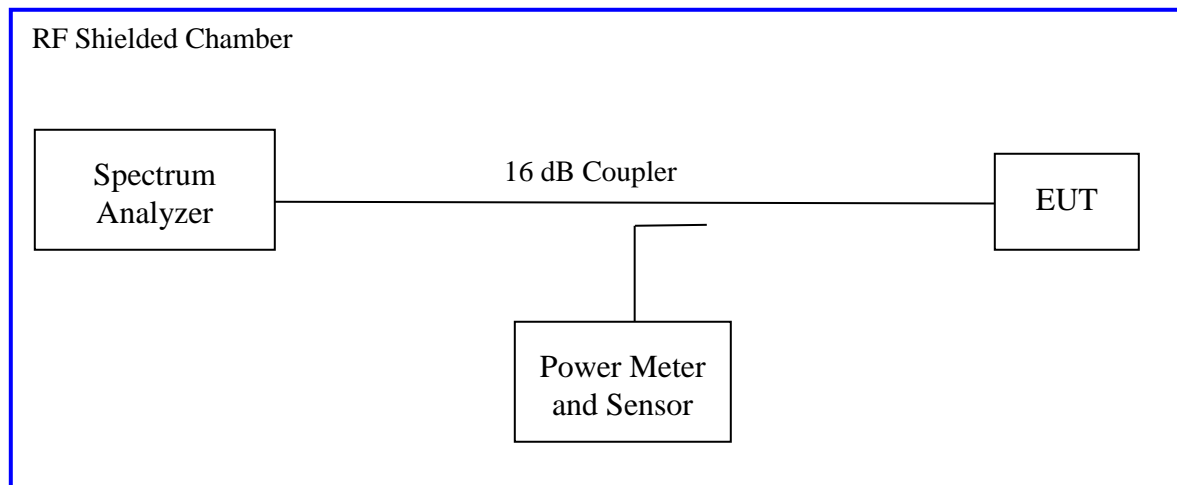 RF Shielded Chamber
16 dB Coupler
Spectrum
Analyzer
EUT
Power Meter
and Sensor